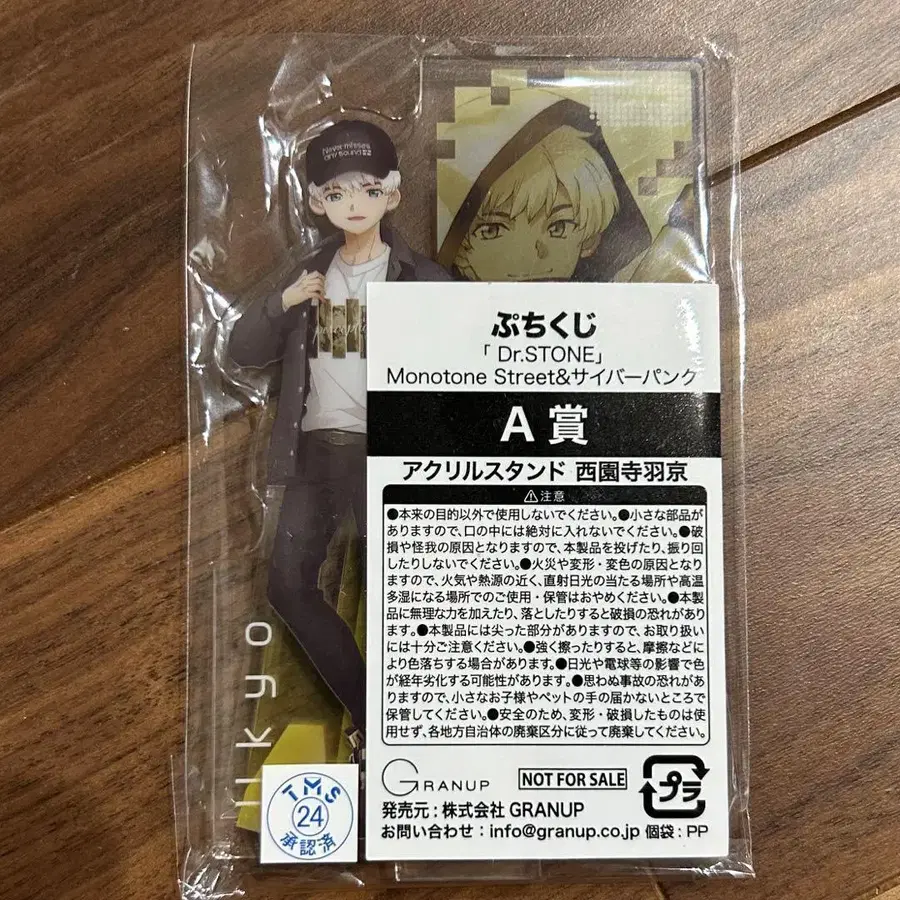 Never misses
any sound
ぷちくじ
「 Dr.STONE」
Monotone Street&サイバーパンク
A 賞
アクリルスタンド 西園寺羽京
⚠注意
●本来の目的以外で使用しないでください。●小さな部品が
ありますので、口の中には絶対に入れないでください。●破
損や怪我の原因となりますので、本製品を投げたり、振り回
したりしないでください。●火災や変形・変色の原因となり
ますので、火気や熱源の近く、直射日光の当たる場所や高温
多湿になる場所でのご使用・保管はおやめください。●本製
品に無理な力を加えたり、落としたりすると破損の恐れがあり
ます。●本製品には尖った部分がありますので、お取り扱い
には十分ご注意ください。●強く擦ったりすると、摩擦などに
より色落ちする場合があります。●日光や電球等の影響で色
が経年劣化する可能性があります。●思わぬ事故の恐れがあ
りますので、小さなお子様やペットの手の届かないところで
保管してください。●安全のため、変形・破損したものは使
用せず、各地方自治体の廃棄区分に従って廃棄してください。
GRANUP
NOT FOR SALE
プラ
発売元：株式会社 GRANUP
お問い合わせ：info@granup.co.jp 個袋：PP
Ukyo
TMS
24
承認済